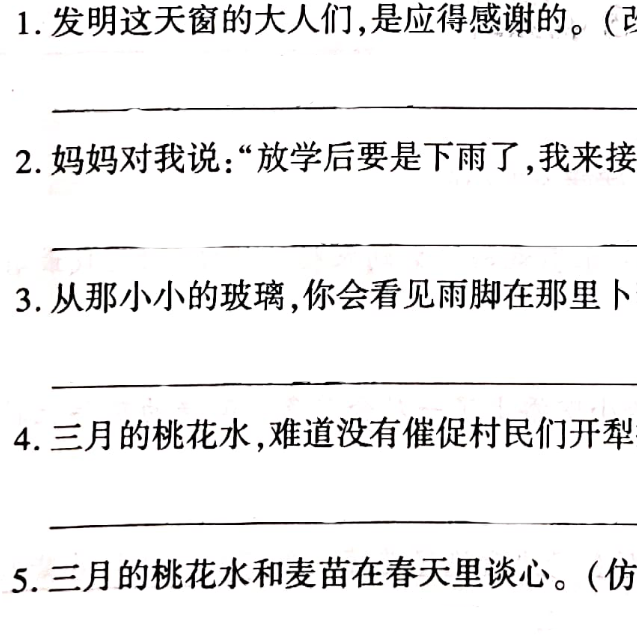 1. 发明这天窗的大人们,是应得感谢的。(改
2. 妈妈对我说:“放学后要是下雨了,我来接
3. 从那小小的玻璃,你会看见雨脚在那里卜
4. 三月的桃花水,难道没有催促村民们开犁
5. 三月的桃花水和麦苗在春天里谈心。(仿